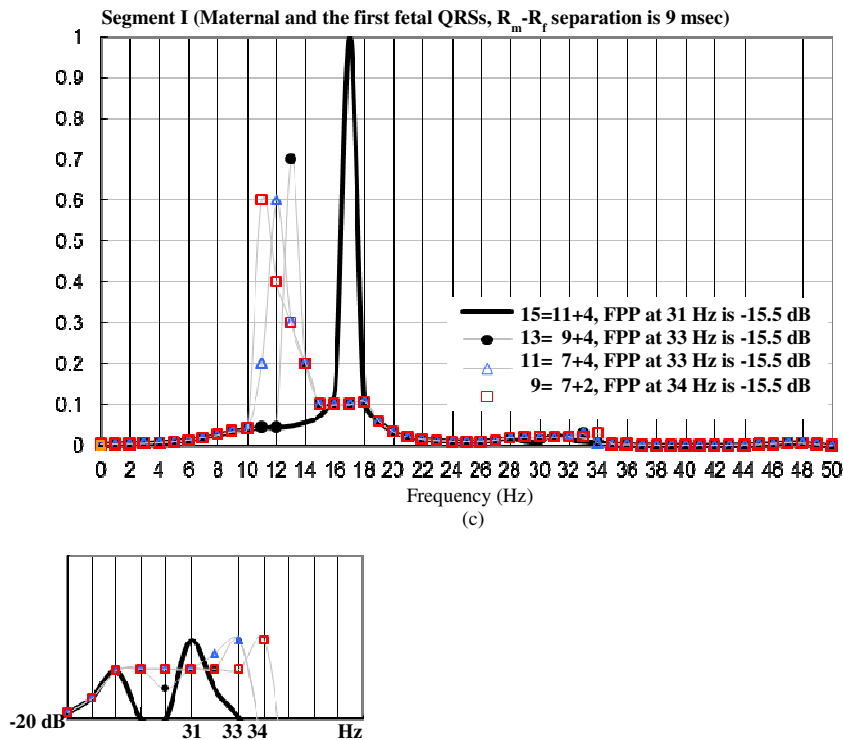 Segment I (Maternal and the first fetal QRSs, Rm-Rf separation is 9 msec)
1
0.9
0.8
0.7
0.6
0.5
0.4
0.3
0.2
0.1
0
15=11+4, FPP at 31 Hz is -15.5 dB
13= 9+4, FPP at 33 Hz is -15.5 dB
11= 7+4, FPP at 33 Hz is -15.5 dB
9= 7+2, FPP at 34 Hz is -15.5 dB
0 2 4 6 8 10 12 14 16 17 18 20 22 24 26 28 30 32 34 36 38 40 42 44 46 48 50
Frequency (Hz)
(c)
-20 dB
31 33 34 Hz